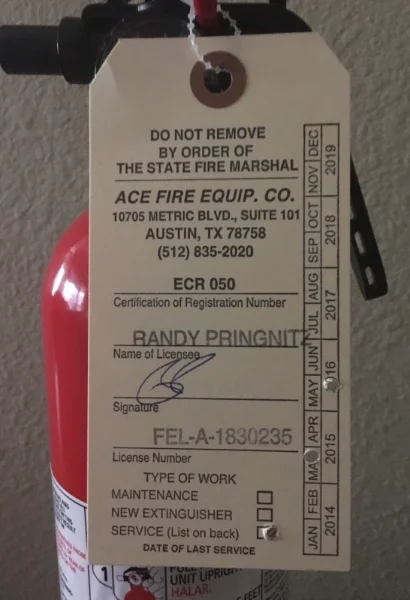 DO NOT REMOVE
BY ORDER OF
THE STATE FIRE MARSHAL
ACE FIRE EQUIP. CO.
10705 METRIC BLVD., SUITE 101
AUSTIN, TX 78758
(512) 835-2020
ECR 050
Certification of Registration Number
RANDY PRINGNITZ
Name of Licensee
Signature
FEL-A-1830235
License Number
TYPE OF WORK
MAINTENANCE
NEW EXTINGUISHER
SERVICE (List on back)
DATE OF LAST SERVICE
JAN FEB MA APR MAY JUN JUL AUG SEP OCT NOV DEC
2014 2015 16 2017 2018 2019
1
UNIT UPRIGH
HALAR.